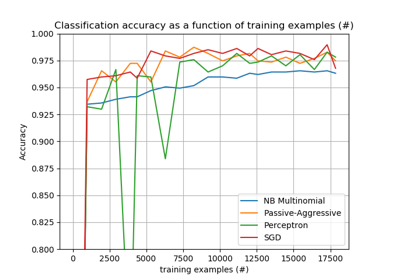 Classification accuracy as a function of training examples (#)
1.000
0.975
0.950
0.925
0.900
0.875
0.850
0.825
0.800
Accuracy
NB Multinomial
Passive-Aggressive
Perceptron
SGD
0 2500 5000 7500 10000 12500 15000 17500
training examples (#)